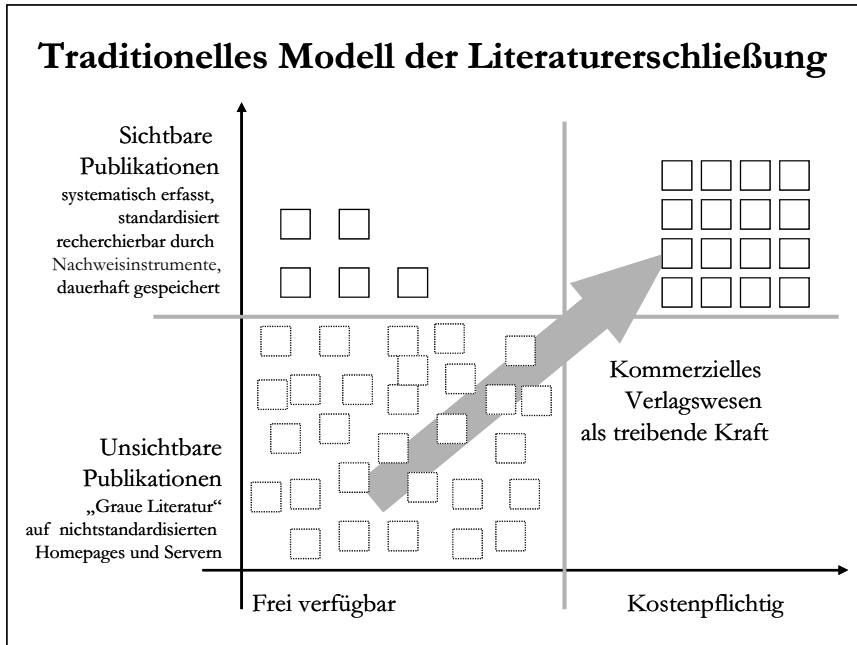 Traditionelles Modell der Literaturerschließung
Sichtbare
Publikationen
systematisch erfasst,
standardisiert
recherchierbar durch
Nachweisinstrumente,
dauerhaft gespeichert
Kommerzielles
Verlagswesen
als treibende Kraft
Unsichtbare
Publikationen
„Graue Literatur“
auf nichtstandardisierten
Homepages und Servern
Frei verfügbar
Kostenpflichtig